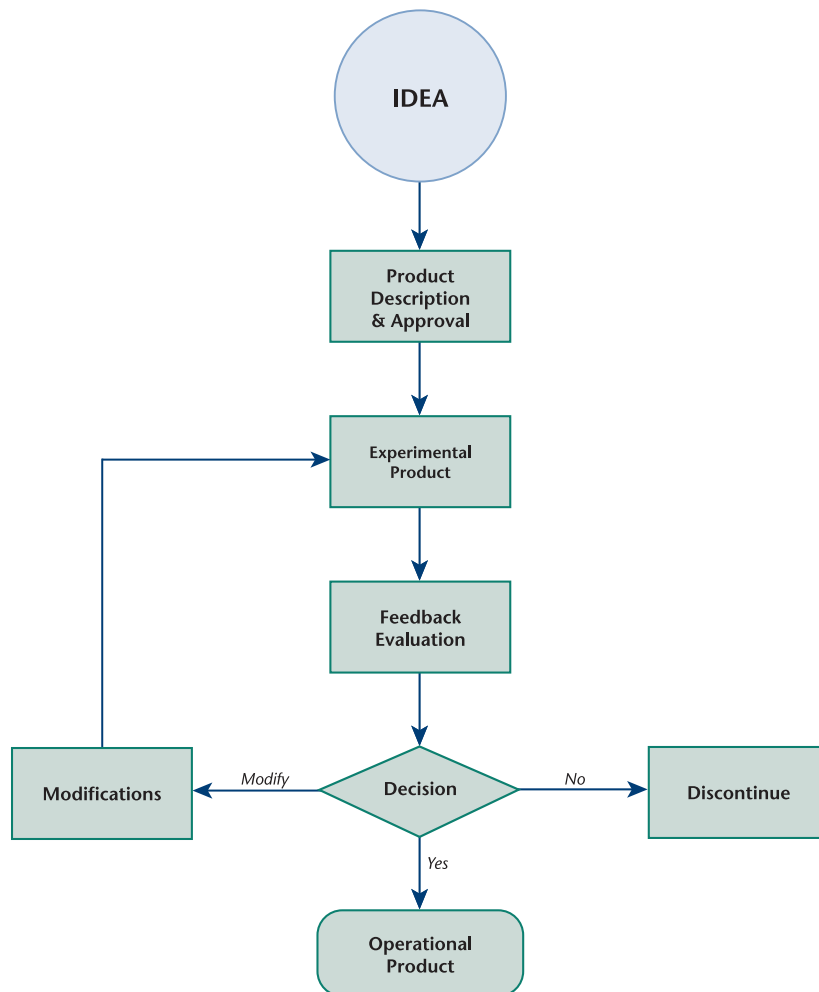 IDEA
Product
Description
& Approval
Experimental
Product
Feedback
Evaluation
Modifications
Modify
Decision
No
Discontinue
Yes
Operational
Product